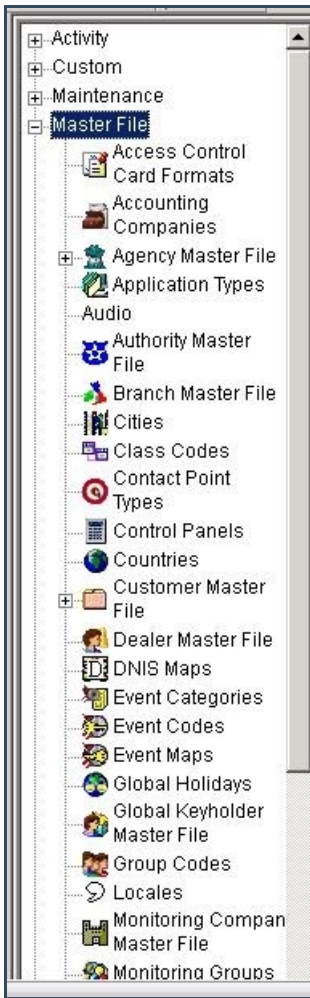 Activity
Custom
Maintenance
Master File
Access Control
Card Formats
Accounting
Companies
Agency Master File
Application Types
Audio
Authority Master
File
Branch Master File
Cities
Class Codes
Contact Point
Types
Control Panels
Countries
Customer Master
File
Dealer Master File
DNIS Maps
Event Categories
Event Codes
Event Maps
Global Holidays
Global Keyholder
Master File
Group Codes
Locales
Monitoring Compan
Master File
Monitoring Groups